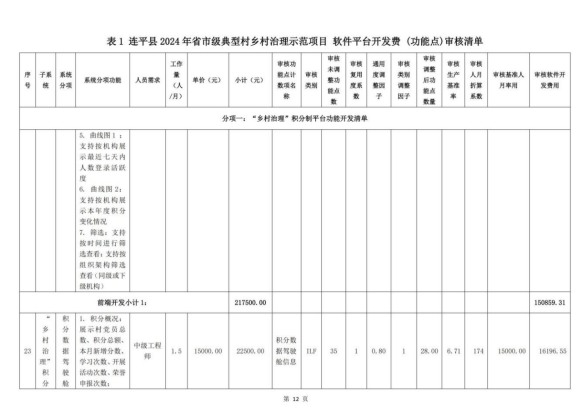 表 1 连平县 2024 年省市级典型村乡村治理示范项目 软件平台开发费 (功能点)审核清单
序号 子系统 系统分项 系统分项功能 人员需求 工作量（人/月） 单价（元） 小计（元） 审核功能点计数项名称 审核类别 审核未调整功能点数 审核复用度系数 通用度调整因子 审核类别调整因子 审核调整后功能点数量 审核生产基准率 审核人月折算系数 审核基准人月率用 审核软件开发费用
分项一：“乡村治理”积分制平台功能开发清单
5. 曲线图 1：
支持按机构展
示最近七天内
人数登录活跃
度
6. 曲线图 2：
支持按机构展
示本年度积分
变化情况
7. 筛选：支持
按时间进行筛
选查看；支持按
组织架构筛选
查看（同级或下
级机构）
前端开发小计 1： 217500.00 150859.31
23 “乡村治理”积分 积分数据驾驶舱 1. 积分概况：
展示村党员总
数、积分总额、
本月新增分数、
学习次数、开展
活动次数、荣誉
申报次数；
中级工程师 1.5 15000.00 22500.00 积分数据驾驶舱信息 ILF 35 1 0.80 1 28.00 6.71 174 15000.00 16196.55
第 12 页